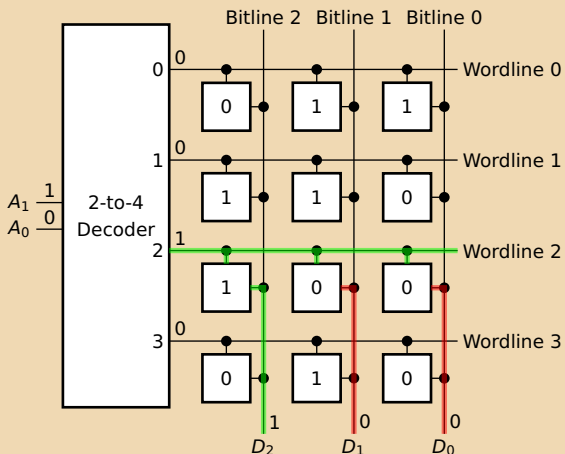 Bitline 2 Bitline 1 Bitline 0
0 0 Wordline 0
0 1 1
1 0 Wordline 1
A1 1 2-to-4 1 1 0
A0 0 Decoder
2 1 Wordline 2
1 0 0
3 0 Wordline 3
0 1 0
1 0 0
D2 D1 D0